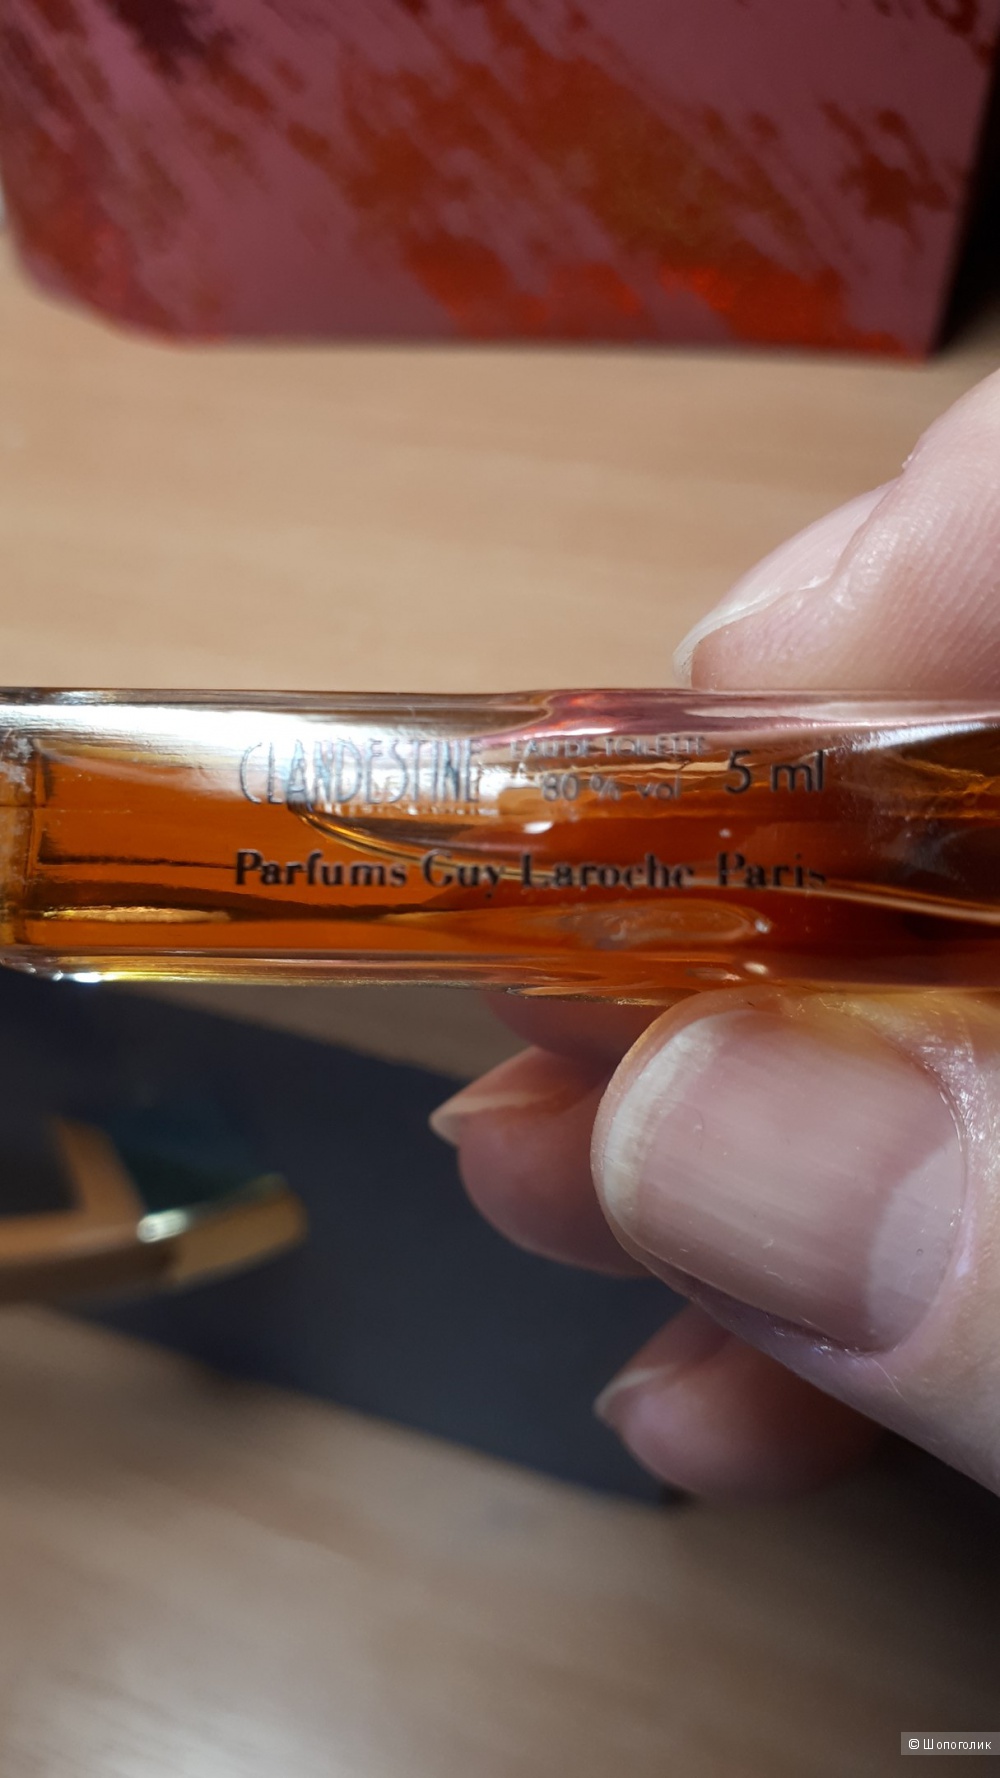 CLANDESTINE EAU DE TOILETTE 5 ml
80 % vol
Parfums Guy Laroche Paris
© Шопоголик